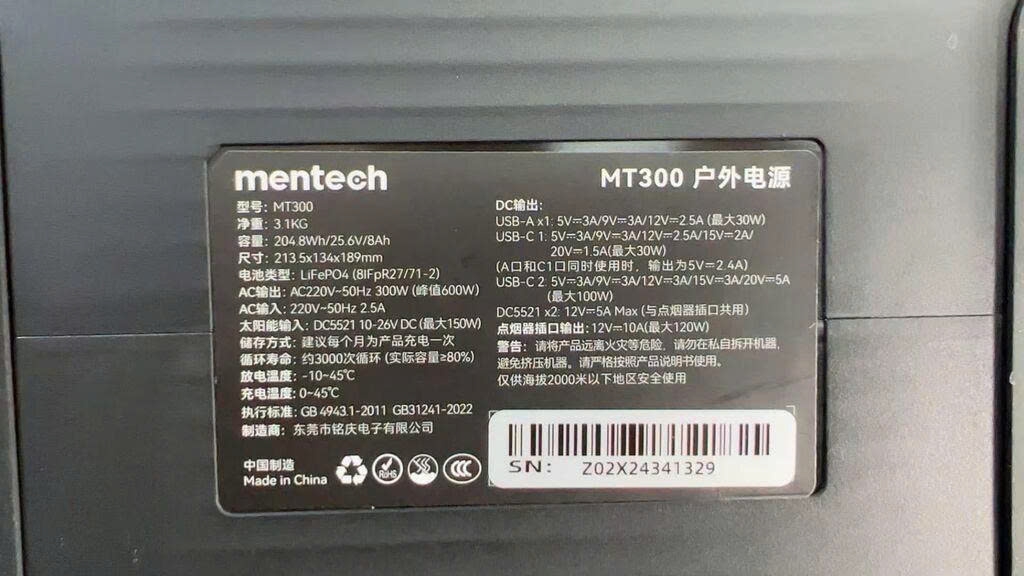 mentech
MT300 户外电源
型号: MT300
净重: 3.1KG
容量: 204.8Wh/25.6V/8Ah
尺寸: 213.5x134x189mm
电池类型: LiFePO4 (8IFpR27/71-2)
AC输出: AC220V~50Hz 300W (峰值600W)
AC输入: 220V~50Hz 2.5A
太阳能输入: DC5521 10-26V DC (最大150W)
储存方式: 建议每个月为产品充电一次
循环寿命: 约3000次循环 (实际容量≥80%)
放电温度: -10~45℃
充电温度: 0~45℃
执行标准: GB 4943.1-2011 GB31241-2022
制造商: 东莞市铭庆电子有限公司
中国制造
Made in China
RoHS
CCC
DC输出:
USB-A x1: 5V⎓3A/9V⎓3A/12V⎓2.5A (最大30W)
USB-C 1: 5V⎓3A/9V⎓3A/12V⎓2.5A/15V⎓2A/
20V⎓1.5A(最大30W)
(A口和C1口同时使用时，输出为5V⎓2.4A)
USB-C 2: 5V⎓3A/9V⎓3A/12V⎓3A/15V⎓3A/20V⎓5A
(最大100W)
DC5521 x2: 12V⎓5A Max (与点烟器插口共用)
点烟器插口输出: 12V⎓10A(最大120W)
警告: 请将产品远离火灾等危险，请勿在私自拆开机器，
避免挤压机器。请严格按照产品说明书使用。
仅供海拔2000米以下地区安全使用
SN: Z02X24341329